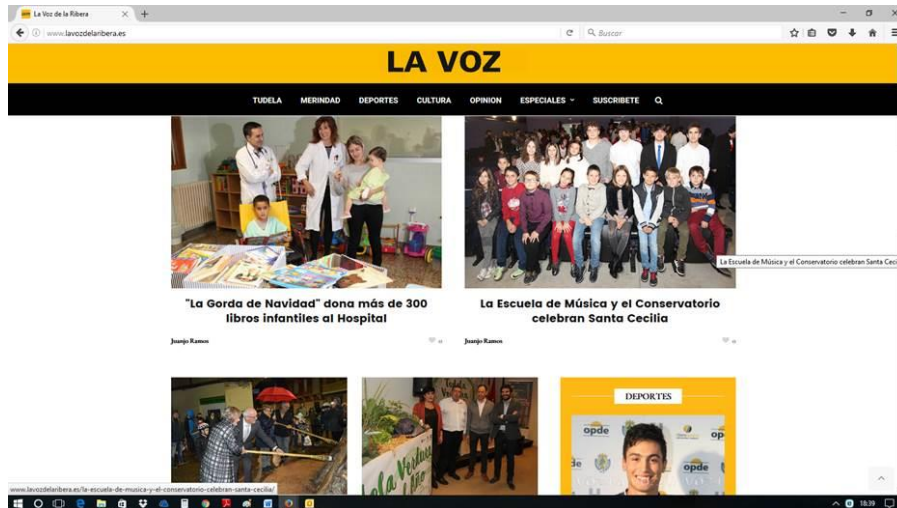 La Voz de la Ribera
www.lavozdelaribera.es
Buscar
LA VOZ
TUDELA MERINDAD DEPORTES CULTURA OPINION ESPECIALES SUSCRIBETE
La Escuela de Música y el Conservatorio celebran Santa Ceci
"La Gorda de Navidad" dona más de 300
libros infantiles al Hospital
La Escuela de Música y el Conservatorio
celebran Santa Cecilia
Juanjo Ramos
Juanjo Ramos
DEPORTES
opde
opde
www.lavozdelaribera.es/la-escuela-de-musica-y-el-conservatorio-celebran-santa-cecilia/
18:39